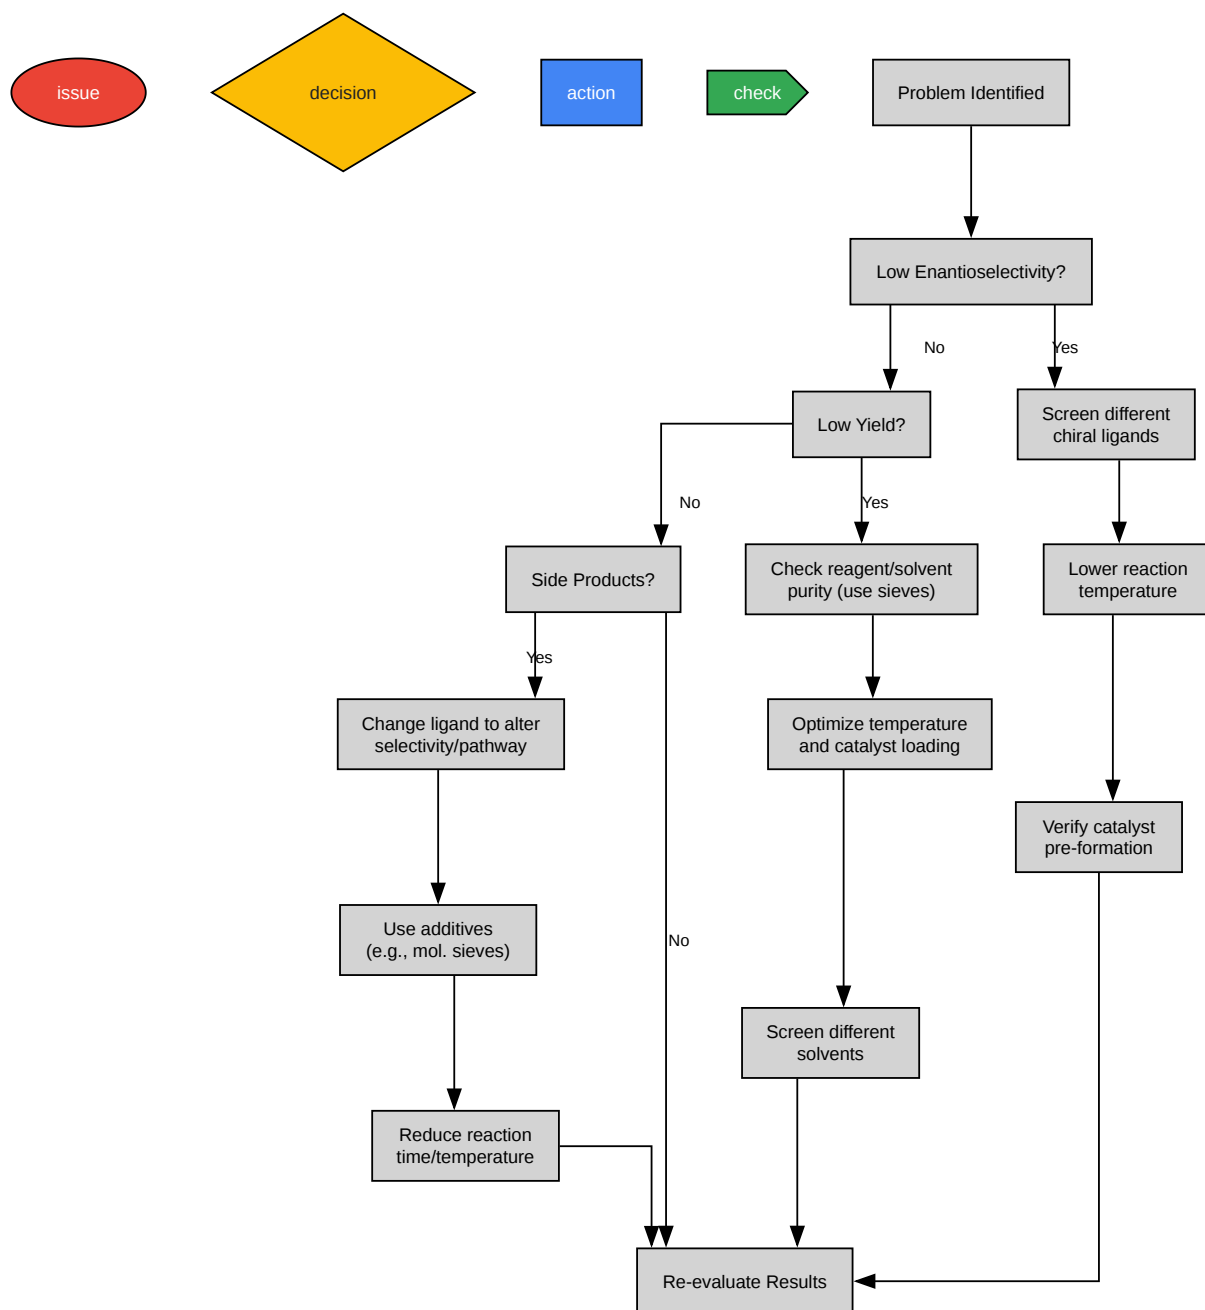 issue
decision
action
check
Problem Identified
Low Enantioselectivity?
No
Yes
Low Yield?
Screen different
chiral ligands
No
Yes
Side Products?
Check reagent/solvent
purity (use sieves)
Lower reaction
temperature
Yes
Change ligand to alter
selectivity/pathway
Optimize temperature
and catalyst loading
Verify catalyst
pre-formation
Use additives
(e.g., mol. sieves)
No
Screen different
solvents
Reduce reaction
time/temperature
Re-evaluate Results